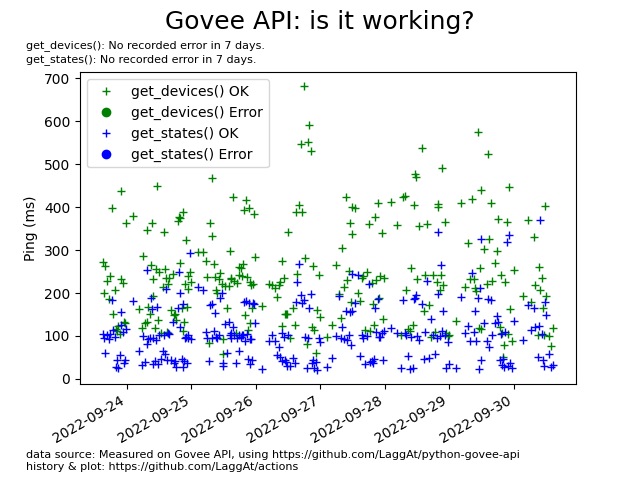 Govee API: is it working?
get_devices(): No recorded error in 7 days.
get_states(): No recorded error in 7 days.
get_devices() OK
get_devices() Error
get_states() OK
get_states() Error
Ping (ms)
700
600
500
400
300
200
100
0
2022-09-24
2022-09-25
2022-09-26
2022-09-27
2022-09-28
2022-09-29
2022-09-30
data source: Measured on Govee API, using https://github.com/LaggAt/python-govee-api
history & plot: https://github.com/LaggAt/actions